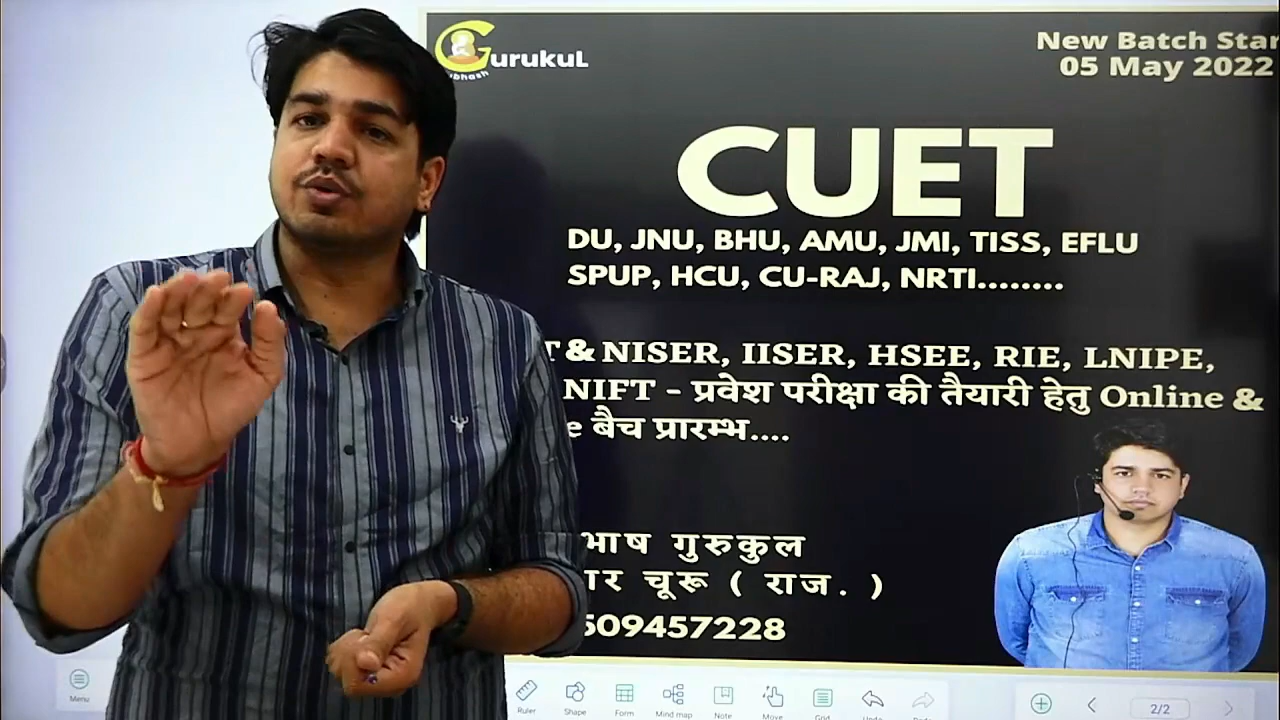 GurukuL
New Batch Star
05 May 2022
CUET
DU, JNU, BHU, AMU, JMI, TISS, EFLU
SPUP, HCU, CU-RAJ, NRTI........
T & NISER, IISER, HSEE, RIE, LNIPE,
NIFT - प्रवेश परीक्षा की तैयारी हेतु Online &
e बैच प्रारम्भ....
भाष गुरुकुल
ार चूरू ( राज . )
509457228
Menu
Ruler
Shape
Form
Mind map
Note
Move
Grid
Undo
2/2